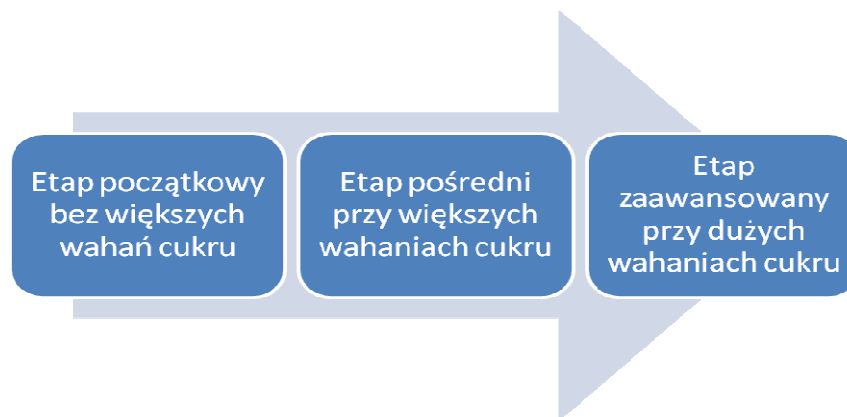 Etap początkowy
bez większych
wahań cukru
Etap pośredni
przy większych
wahaniach cukru
Etap
zaawansowany
przy dużych
wahaniach cukru